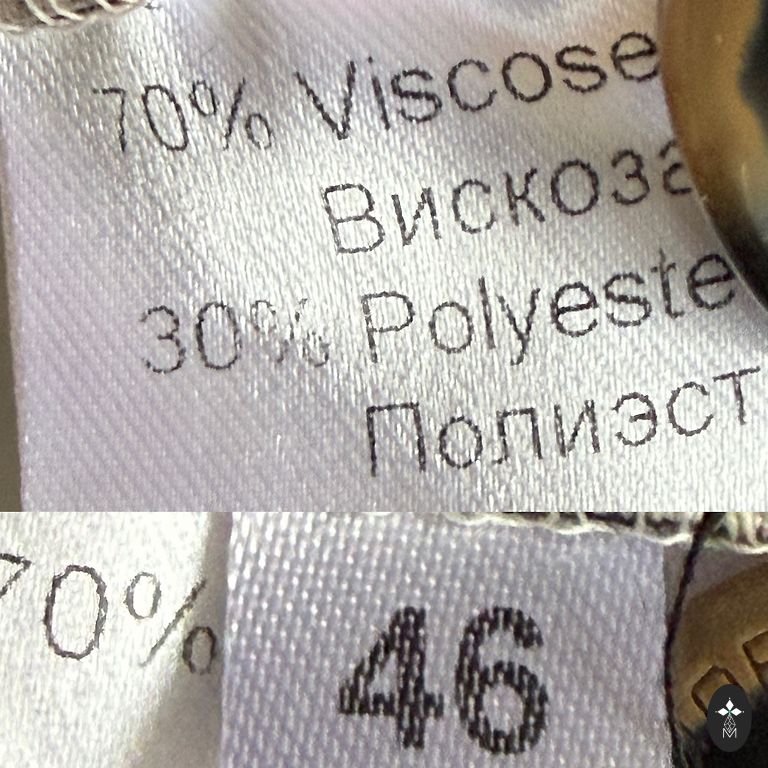 70% Viscose
Вискоза
30% Polyeste
Полиэст
70%
46